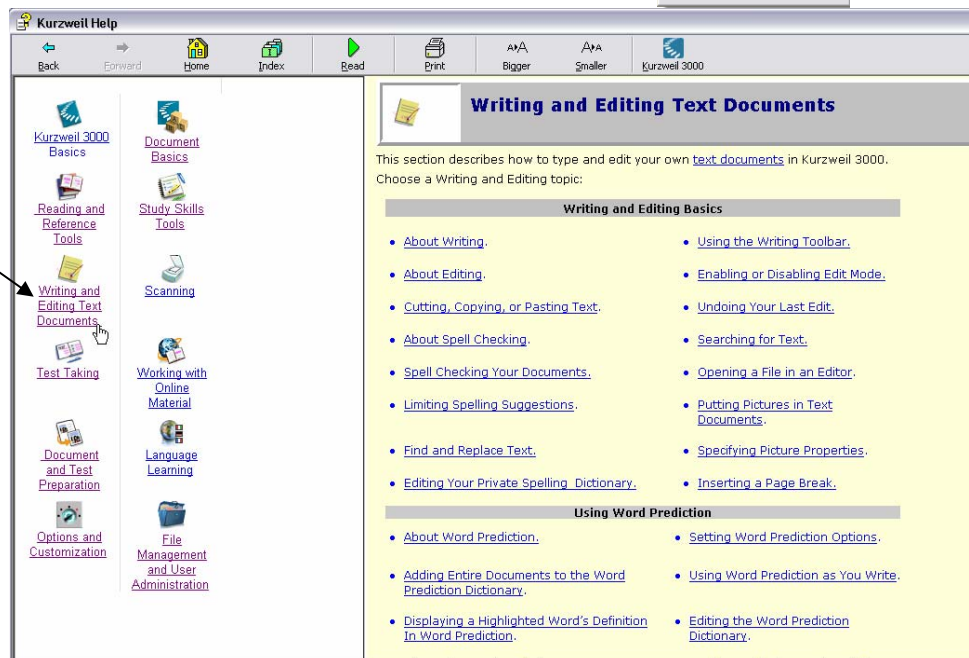 Kurzweil Help
Back
Forward
Home
Index
Read
Print
A▸A
Bigger
A▸A
Smaller
Kurzweil 3000
Kurzweil 3000
Basics
Document
Basics
Reading and
Reference
Tools
Study Skills
Tools
Writing and
Editing Text
Documents
Scanning
Test Taking
Working with
Online
Material
Document
and Test
Preparation
Language
Learning
Options and
Customization
File
Management
and User
Administration
Writing and Editing Text Documents
This section describes how to type and edit your own text documents in Kurzweil 3000.
Choose a Writing and Editing topic:
Writing and Editing Basics
• About Writing.
• Using the Writing Toolbar.
• About Editing.
• Enabling or Disabling Edit Mode.
• Cutting, Copying, or Pasting Text.
• Undoing Your Last Edit.
• About Spell Checking.
• Searching for Text.
• Spell Checking Your Documents.
• Opening a File in an Editor.
• Limiting Spelling Suggestions.
• Putting Pictures in Text
Documents.
• Find and Replace Text.
• Specifying Picture Properties.
• Editing Your Private Spelling Dictionary.
• Inserting a Page Break.
Using Word Prediction
• About Word Prediction.
• Setting Word Prediction Options.
• Adding Entire Documents to the Word
Prediction Dictionary.
• Using Word Prediction as You Write.
• Displaying a Highlighted Word's Definition
In Word Prediction.
• Editing the Word Prediction
Dictionary.